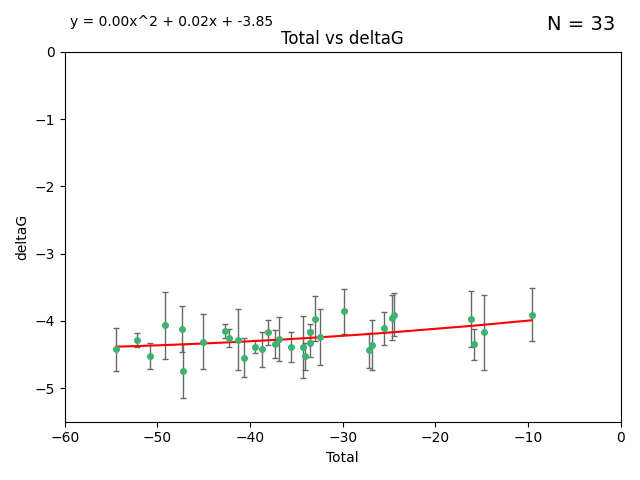 y = 0.00x^2 + 0.02x + -3.85
N = 33
Total vs deltaG
0
−1
−2
−3
−4
−5
deltaG
−60 −50 −40 −30 −20 −10 0
Total